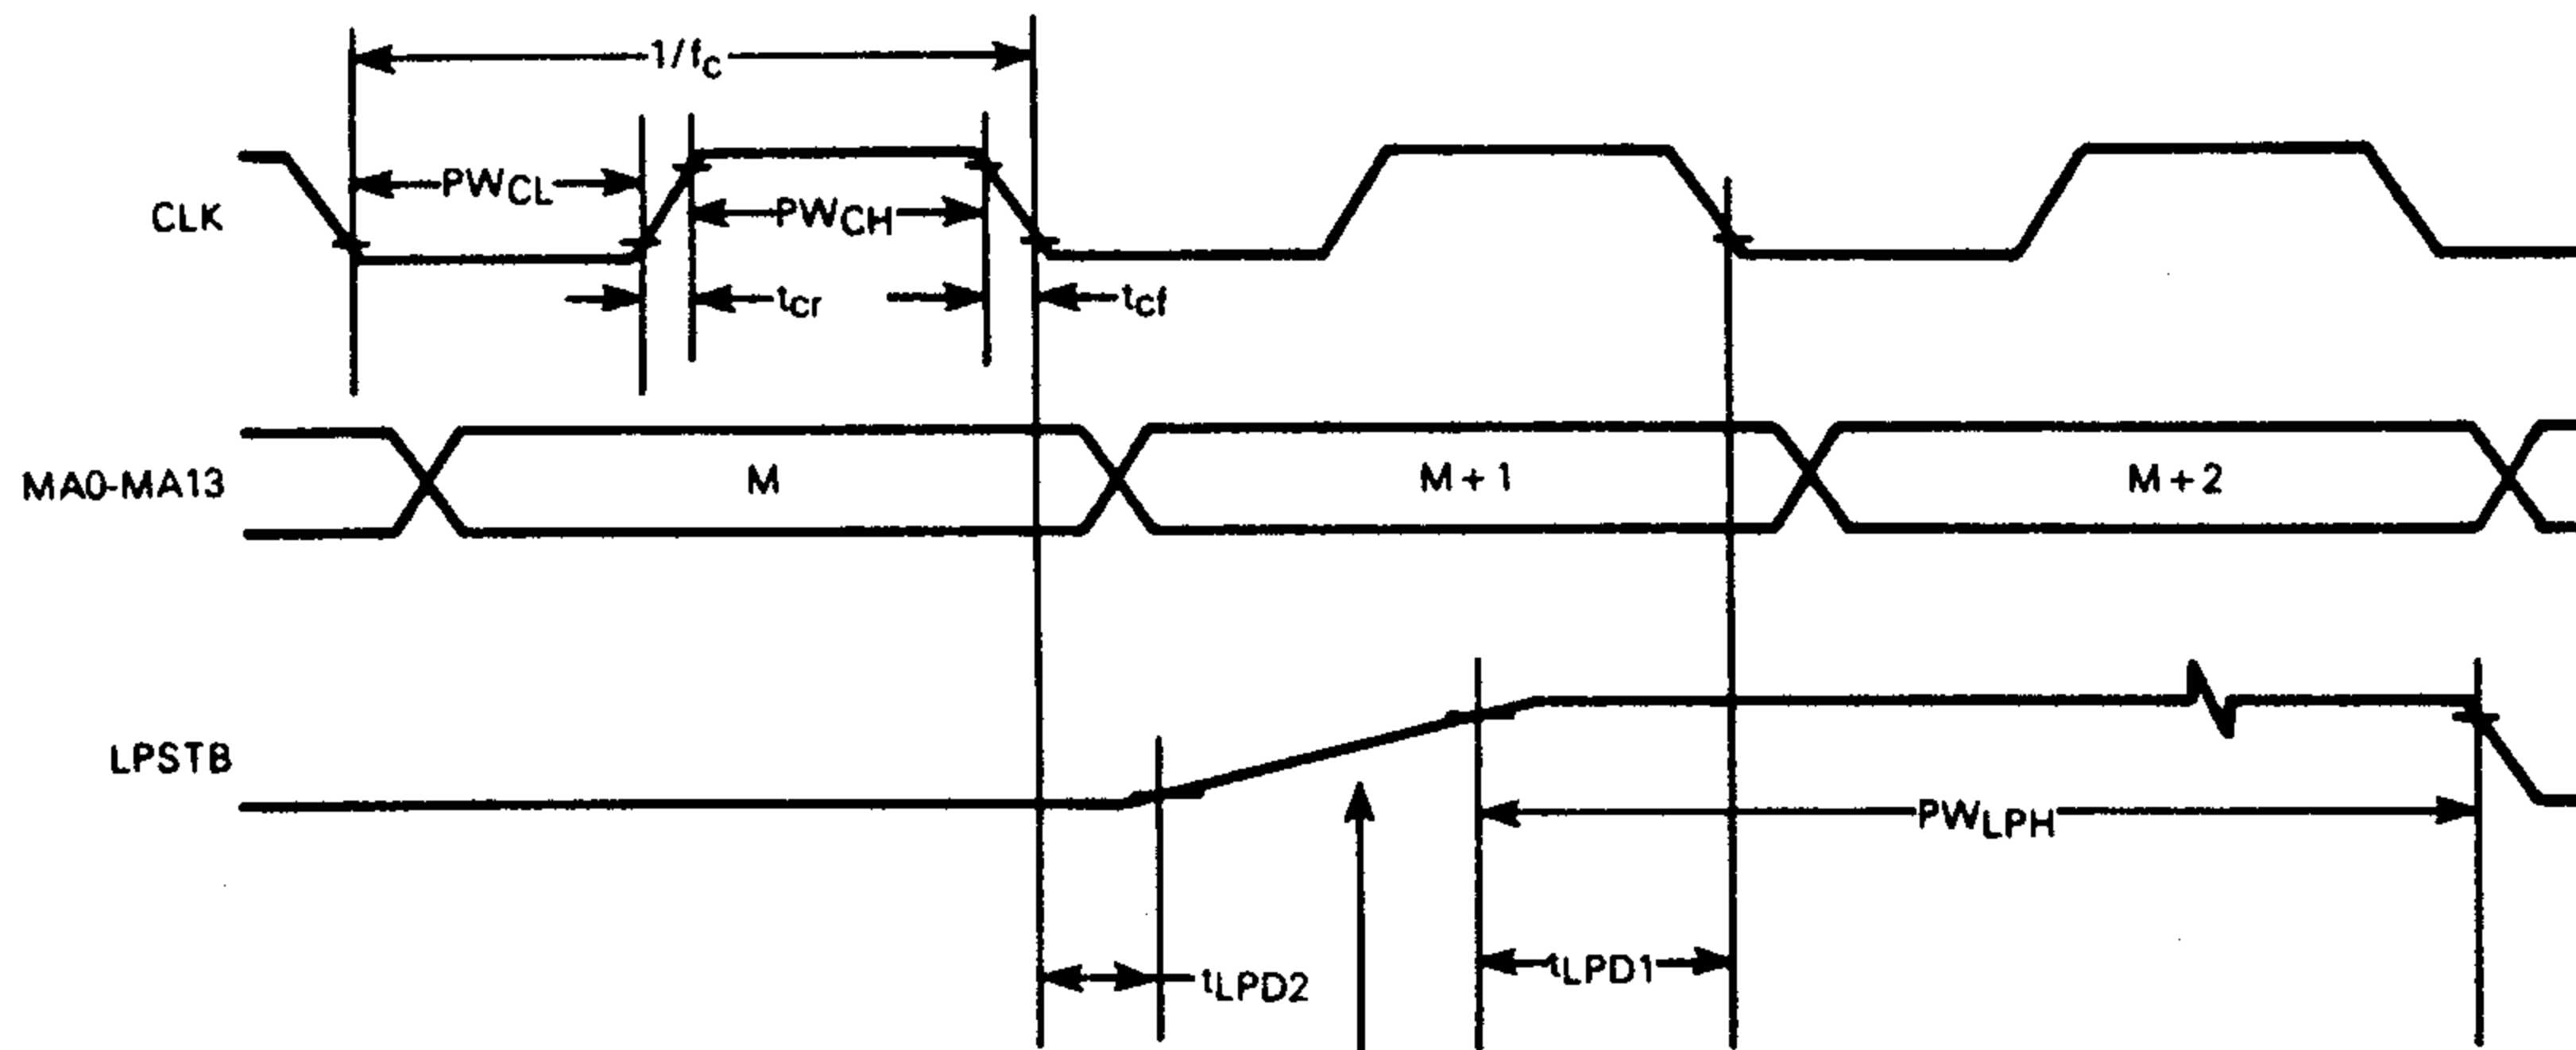 1/fc
PWCL
CLK
PWCH
tcr
tcf
MA0-MA13
M
M + 1
M + 2
LPSTB
PWLPH
tLPD2
tLPD1